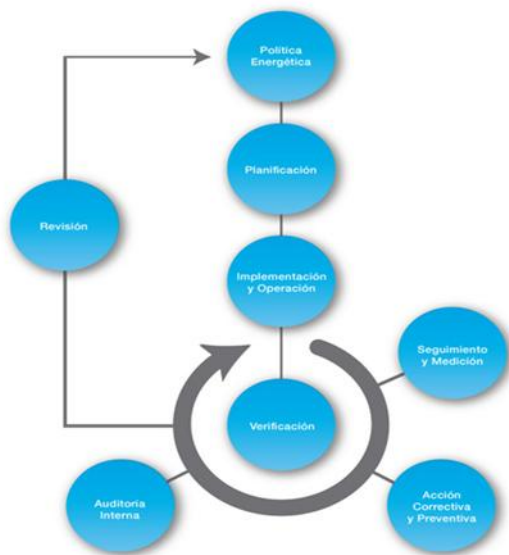 Política
Energética
Planificación
Revisión
Implementación
y Operación
Seguimiento
y Medición
Verificación
Auditoría
Interna
Acción
Correctiva
y Preventiva